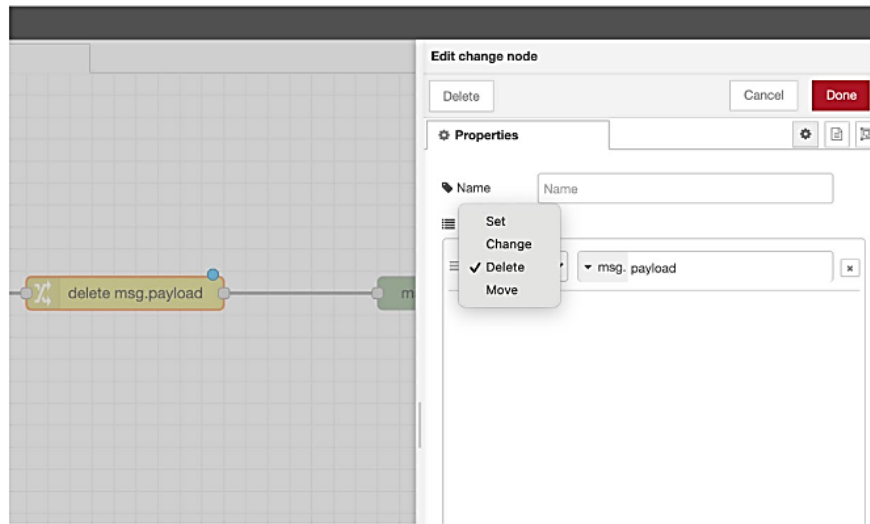 Edit change node
Delete
Cancel
Done
Properties
Name
Name
Set
Change
✓ Delete
Move
msg. payload
delete msg.payload
m